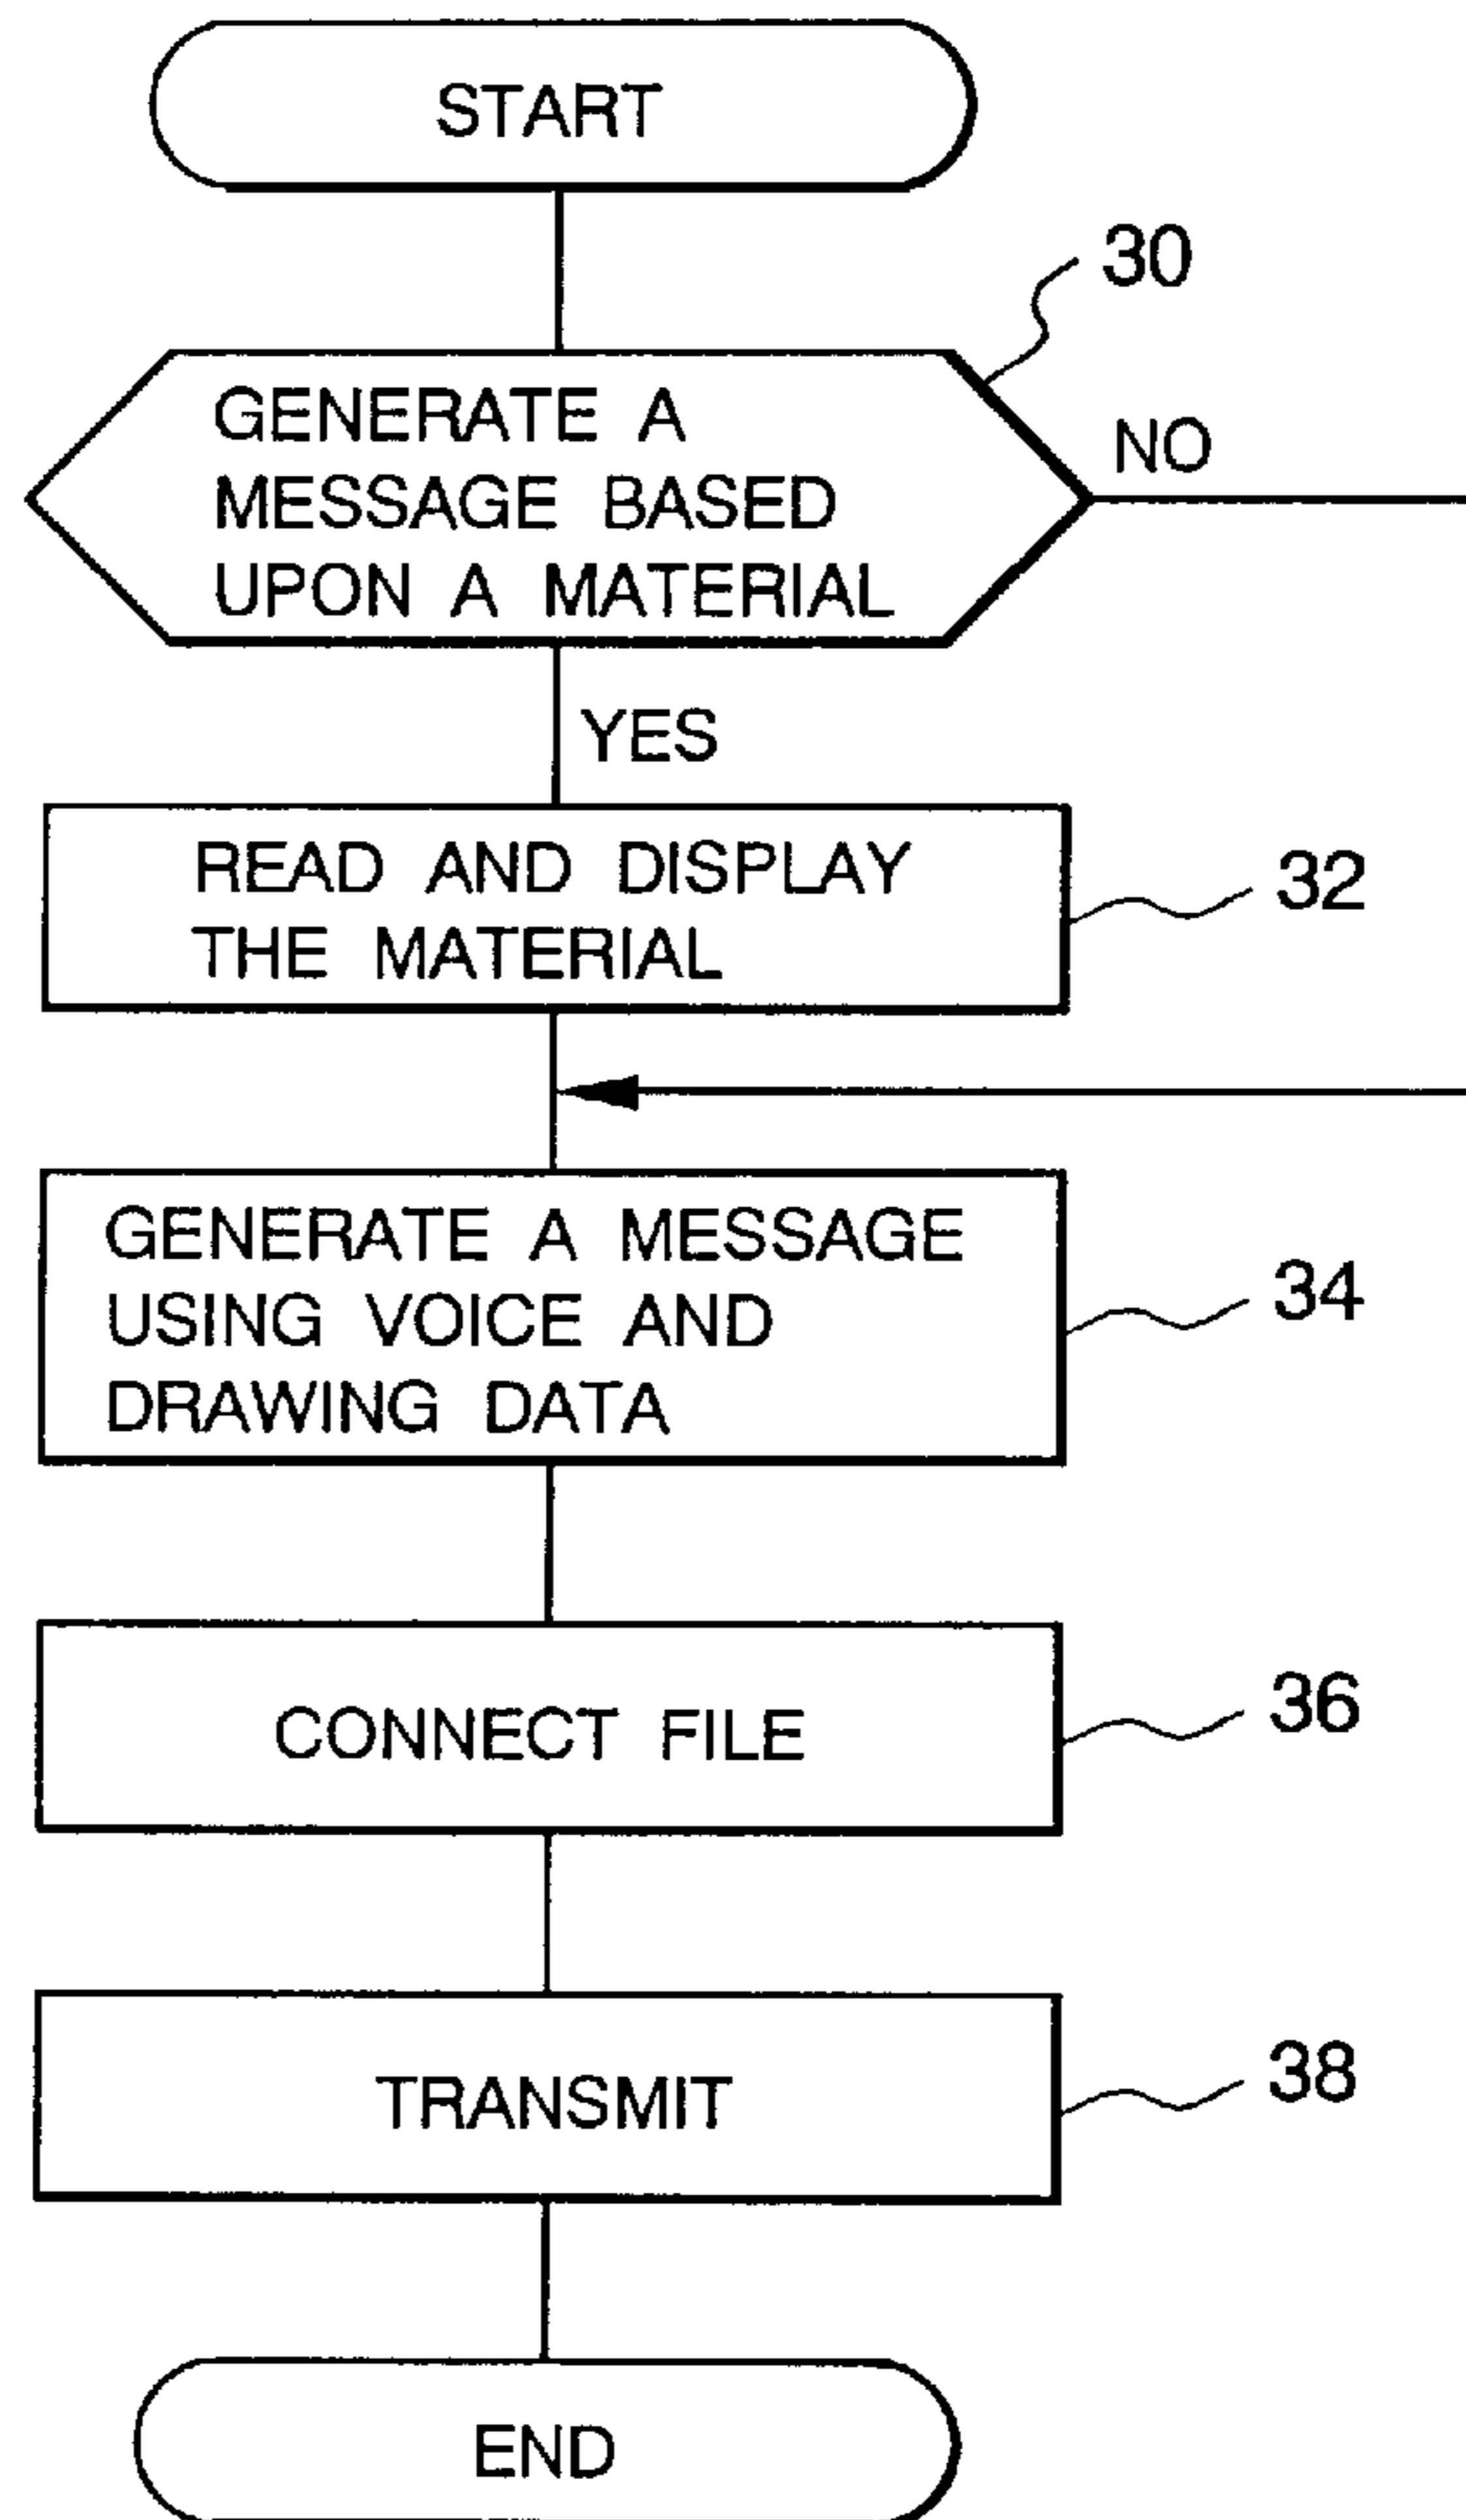 START
30
GENERATE A
MESSAGE BASED
UPON A MATERIAL
NO
YES
READ AND DISPLAY
THE MATERIAL
32
GENERATE A MESSAGE
USING VOICE AND
DRAWING DATA
34
CONNECT FILE
36
TRANSMIT
38
END